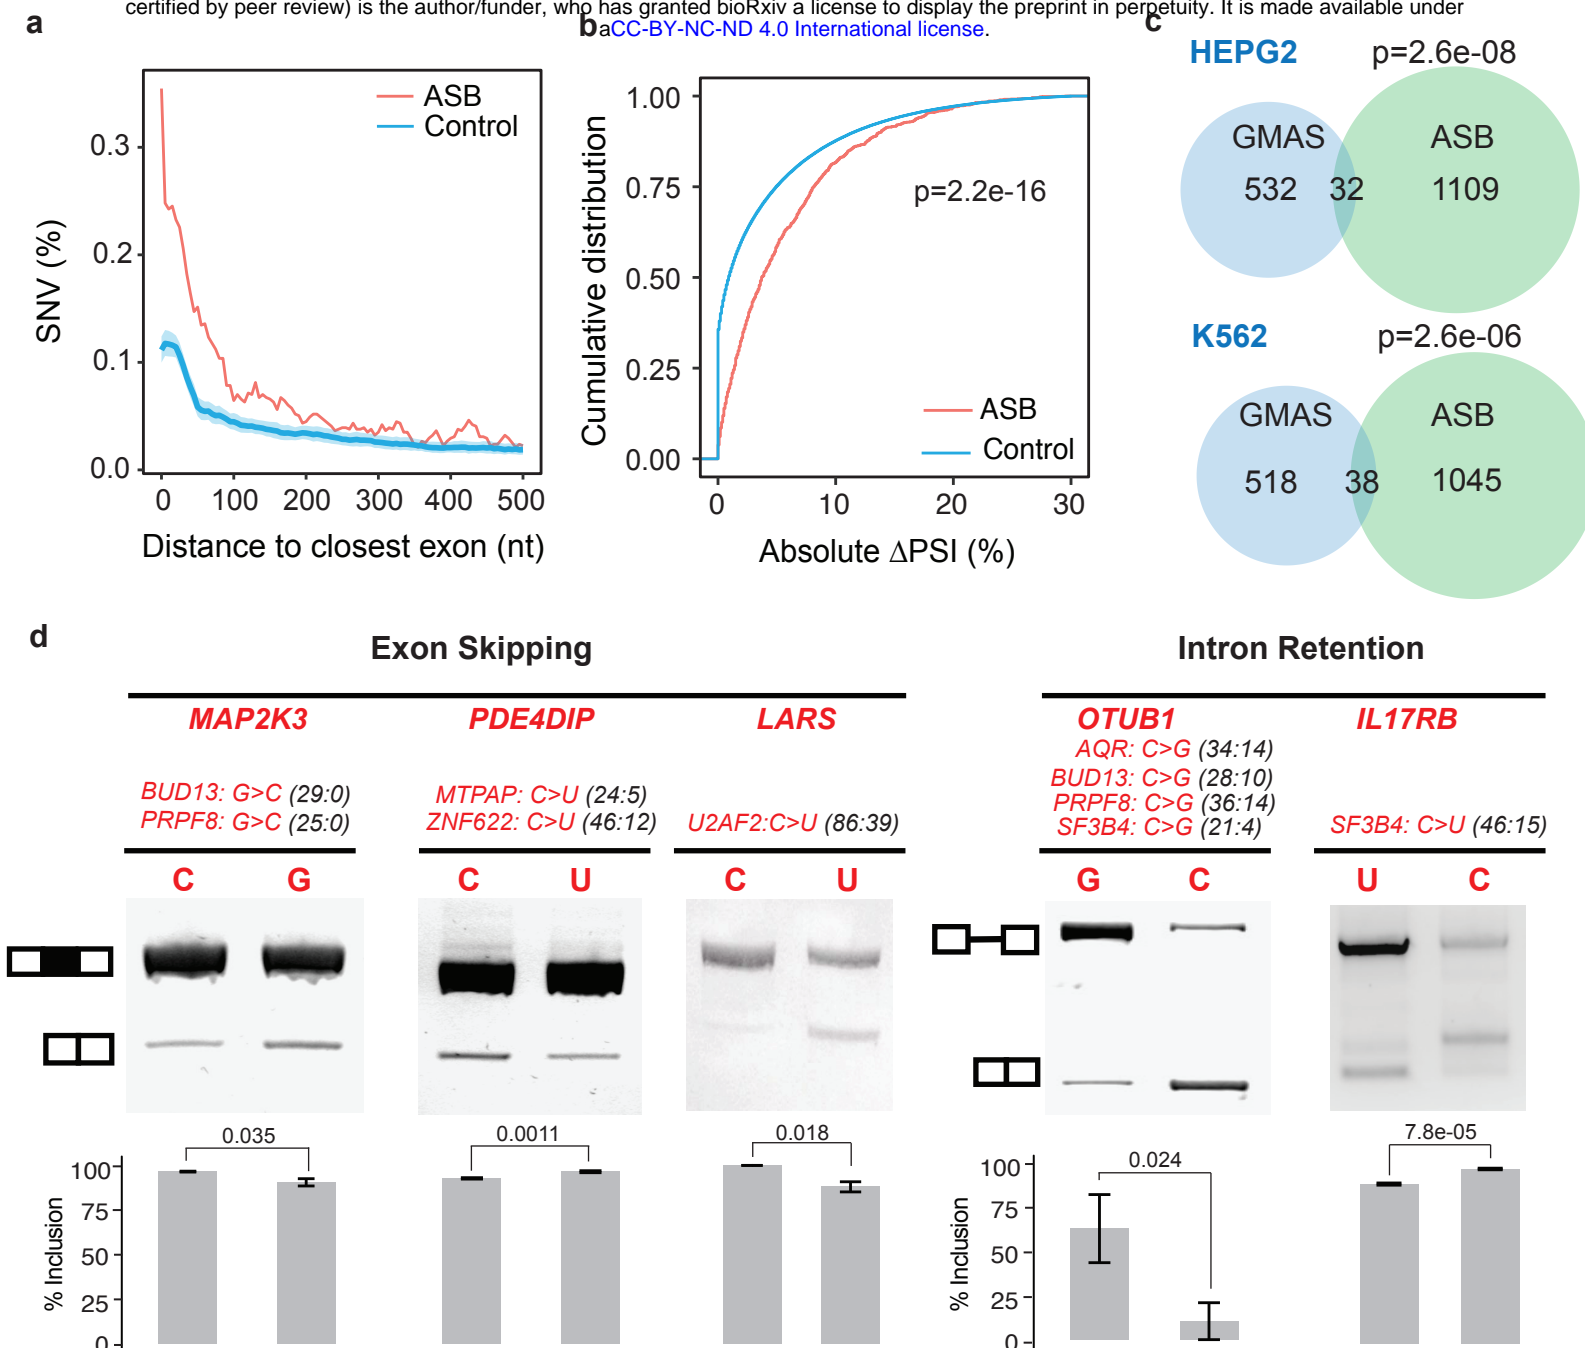 certified by peer review) is the author/funder, who has granted bioRxiv a license to display the preprint in perpetuity. It is made available under
aCC-BY-NC-ND 4.0 International license.
a
ASB
Control
0.3
0.2
0.1
0.0
SNV (%)
0 100 200 300 400 500
Distance to closest exon (nt)
b
1.00
0.75
0.50
0.25
0.00
Cumulative distribution
p=2.2e-16
ASB
Control
0 10 20 30
Absolute ΔPSI (%)
c
HEPG2 p=2.6e-08
GMAS ASB
532 32 1109
K562 p=2.6e-06
GMAS ASB
518 38 1045
d
Exon Skipping
Intron Retention
MAP2K3
BUD13: G>C (29:0)
PRPF8: G>C (25:0)
C G
PDE4DIP
MTPAP: C>U (24:5)
ZNF622: C>U (46:12)
C U
LARS
U2AF2:C>U (86:39)
C U
OTUB1
AQR: C>G (34:14)
BUD13: C>G (28:10)
PRPF8: C>G (36:14)
SF3B4: C>G (21:4)
G C
IL17RB
SF3B4: C>U (46:15)
U C
% Inclusion
100
75
50
25
0
0.035
0.0011
0.018
% Inclusion
100
75
50
25
0
0.024
7.8e-05